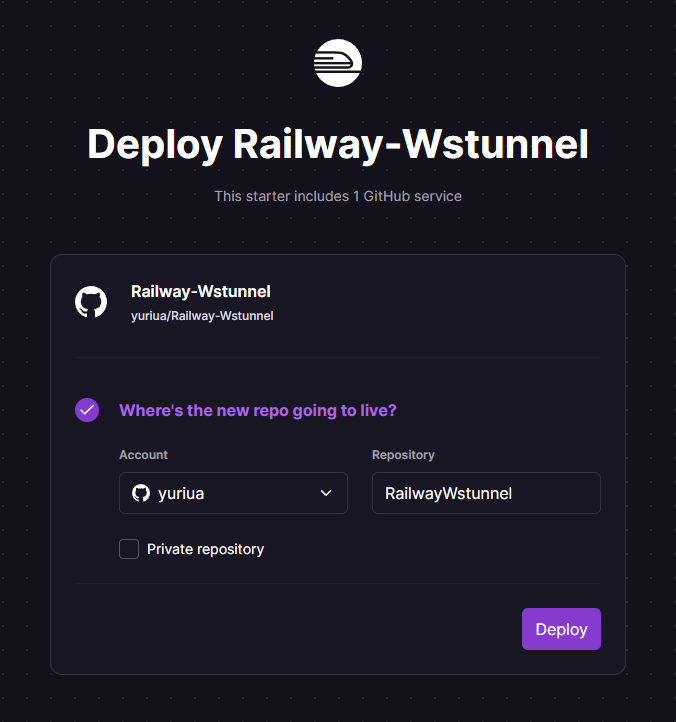 Deploy Railway-Wstunnel
This starter includes 1 GitHub service
Railway-Wstunnel
yuriua/Railway-Wstunnel
Where's the new repo going to live?
Account
Repository
yuriua
RailwayWstunnel
Private repository
Deploy